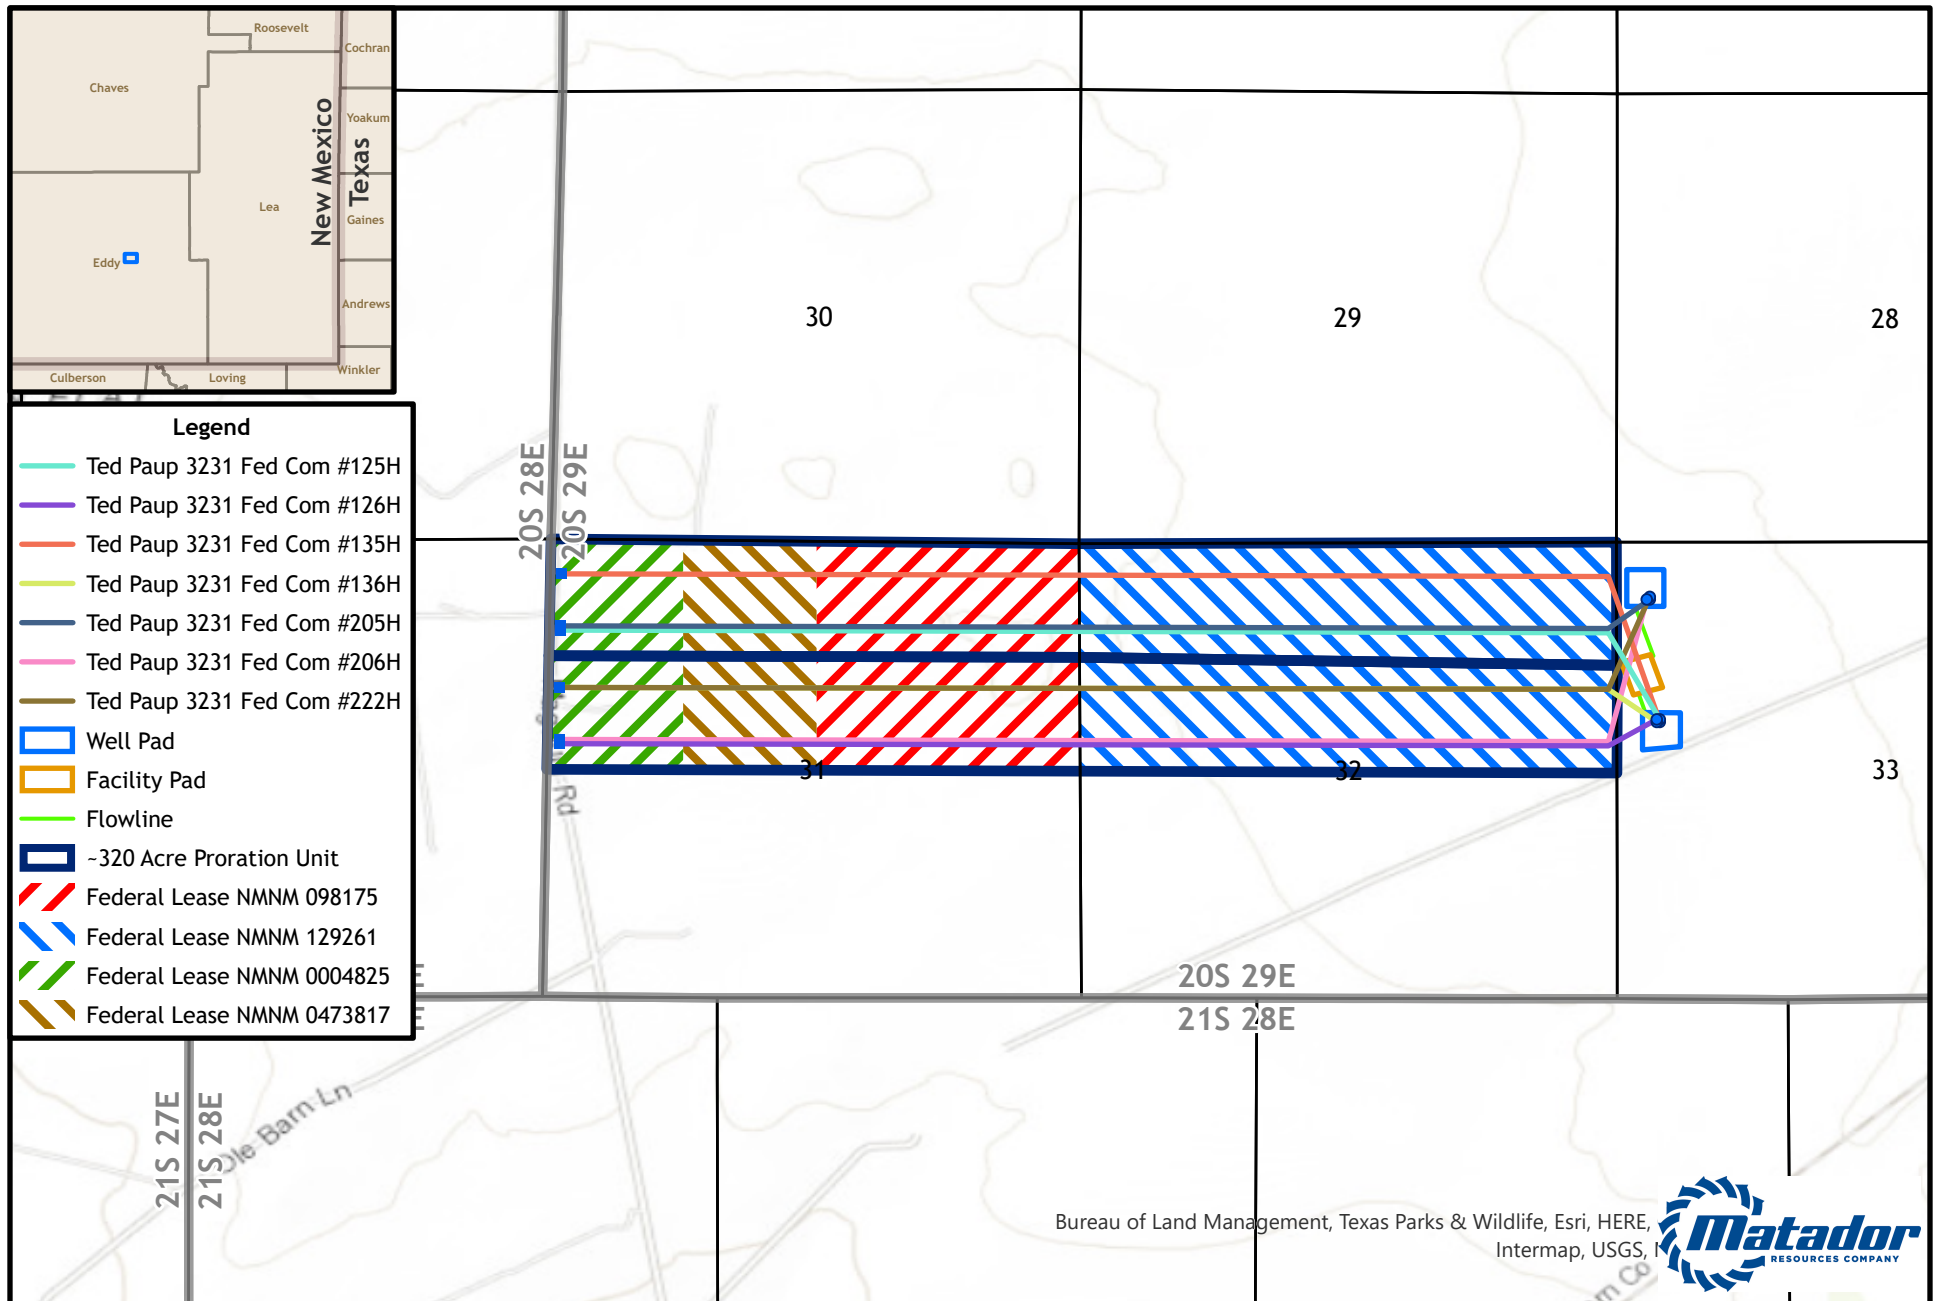 Roosevelt
Cochran
Chaves
Yoakum
New Mexico
Texas
Lea
Gaines
Eddy
Andrews
Winkler
Culberson
Loving
30
29
28
20S 28E
20S 29E
Legend
Ted Paup 3231 Fed Com #125H
Ted Paup 3231 Fed Com #126H
Ted Paup 3231 Fed Com #135H
Ted Paup 3231 Fed Com #136H
Ted Paup 3231 Fed Com #205H
Ted Paup 3231 Fed Com #206H
Ted Paup 3231 Fed Com #222H
Well Pad
Facility Pad
Flowline
~320 Acre Proration Unit
Federal Lease NMNM 098175
Federal Lease NMNM 129261
Federal Lease NMNM 0004825
Federal Lease NMNM 0473817
31
32
33
Rd
E
E
20S 29E
21S 28E
21S 27E
21S 28E
Ole Barn Ln
Bureau of Land Management, Texas Parks & Wildlife, Esri, HERE,
Intermap, USGS,
Matador
RESOURCES COMPANY